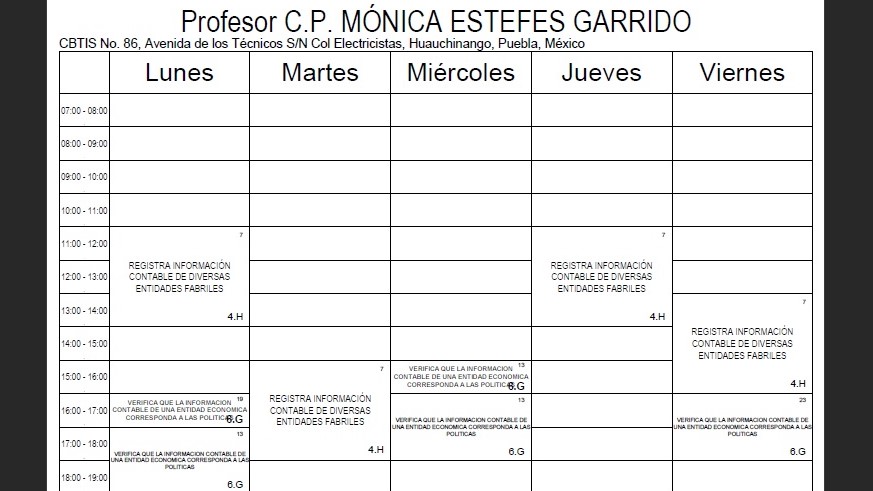 Profesor C.P. MÓNICA ESTEFES GARRIDO
CBTIS No. 86, Avenida de los Técnicos S/N Col Electricistas, Huauchinango, Puebla, México
Lunes Martes Miércoles Jueves Viernes
07:00 - 08:00
08:00 - 09:00
09:00 - 10:00
10:00 - 11:00
11:00 - 12:00
12:00 - 13:00
13:00 - 14:00
14:00 - 15:00
15:00 - 16:00
16:00 - 17:00
17:00 - 18:00
18:00 - 19:00
7
REGISTRA INFORMACIÓN
CONTABLE DE DIVERSAS
ENTIDADES FABRILES
4.H
19
VERIFICA QUE LA INFORMACION
CONTABLE DE UNA ENTIDAD ECONOMICA
CORRESPONDA A LAS POLITICAS
6.G
13
VERIFICA QUE LA INFORMACION CONTABLE DE
UNA ENTIDAD ECONOMICA CORRESPONDA A LAS
POLITICAS
6.G
7
REGISTRA INFORMACIÓN
CONTABLE DE DIVERSAS
ENTIDADES FABRILES
4.H
13
VERIFICA QUE LA INFORMACION
CONTABLE DE UNA ENTIDAD ECONOMICA
CORRESPONDA A LAS POLITICAS
6.G
13
VERIFICA QUE LA INFORMACION CONTABLE DE
UNA ENTIDAD ECONOMICA CORRESPONDA A LAS
POLITICAS
6.G
7
REGISTRA INFORMACIÓN
CONTABLE DE DIVERSAS
ENTIDADES FABRILES
4.H
7
REGISTRA INFORMACIÓN
CONTABLE DE DIVERSAS
ENTIDADES FABRILES
4.H
23
VERIFICA QUE LA INFORMACION CONTABLE DE
UNA ENTIDAD ECONOMICA CORRESPONDA A LAS
POLITICAS
6.G